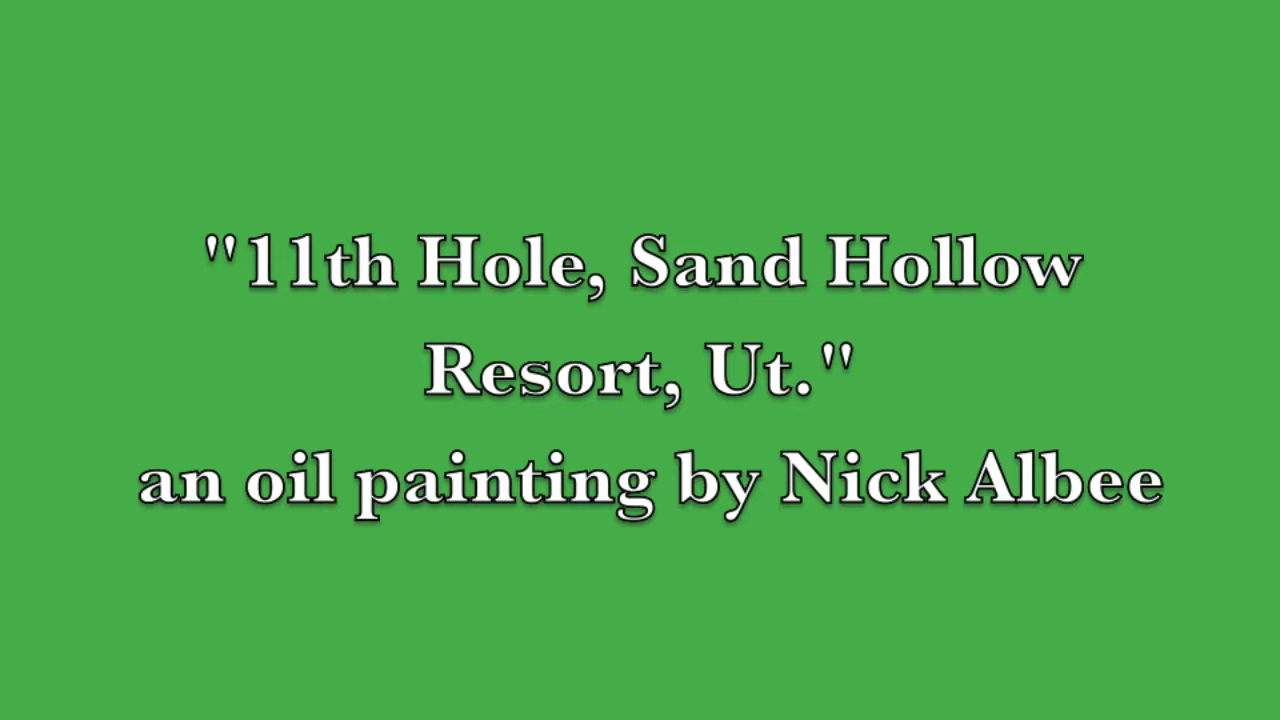 "11th Hole, Sand Hollow
Resort, Ut."
an oil painting by Nick Albee